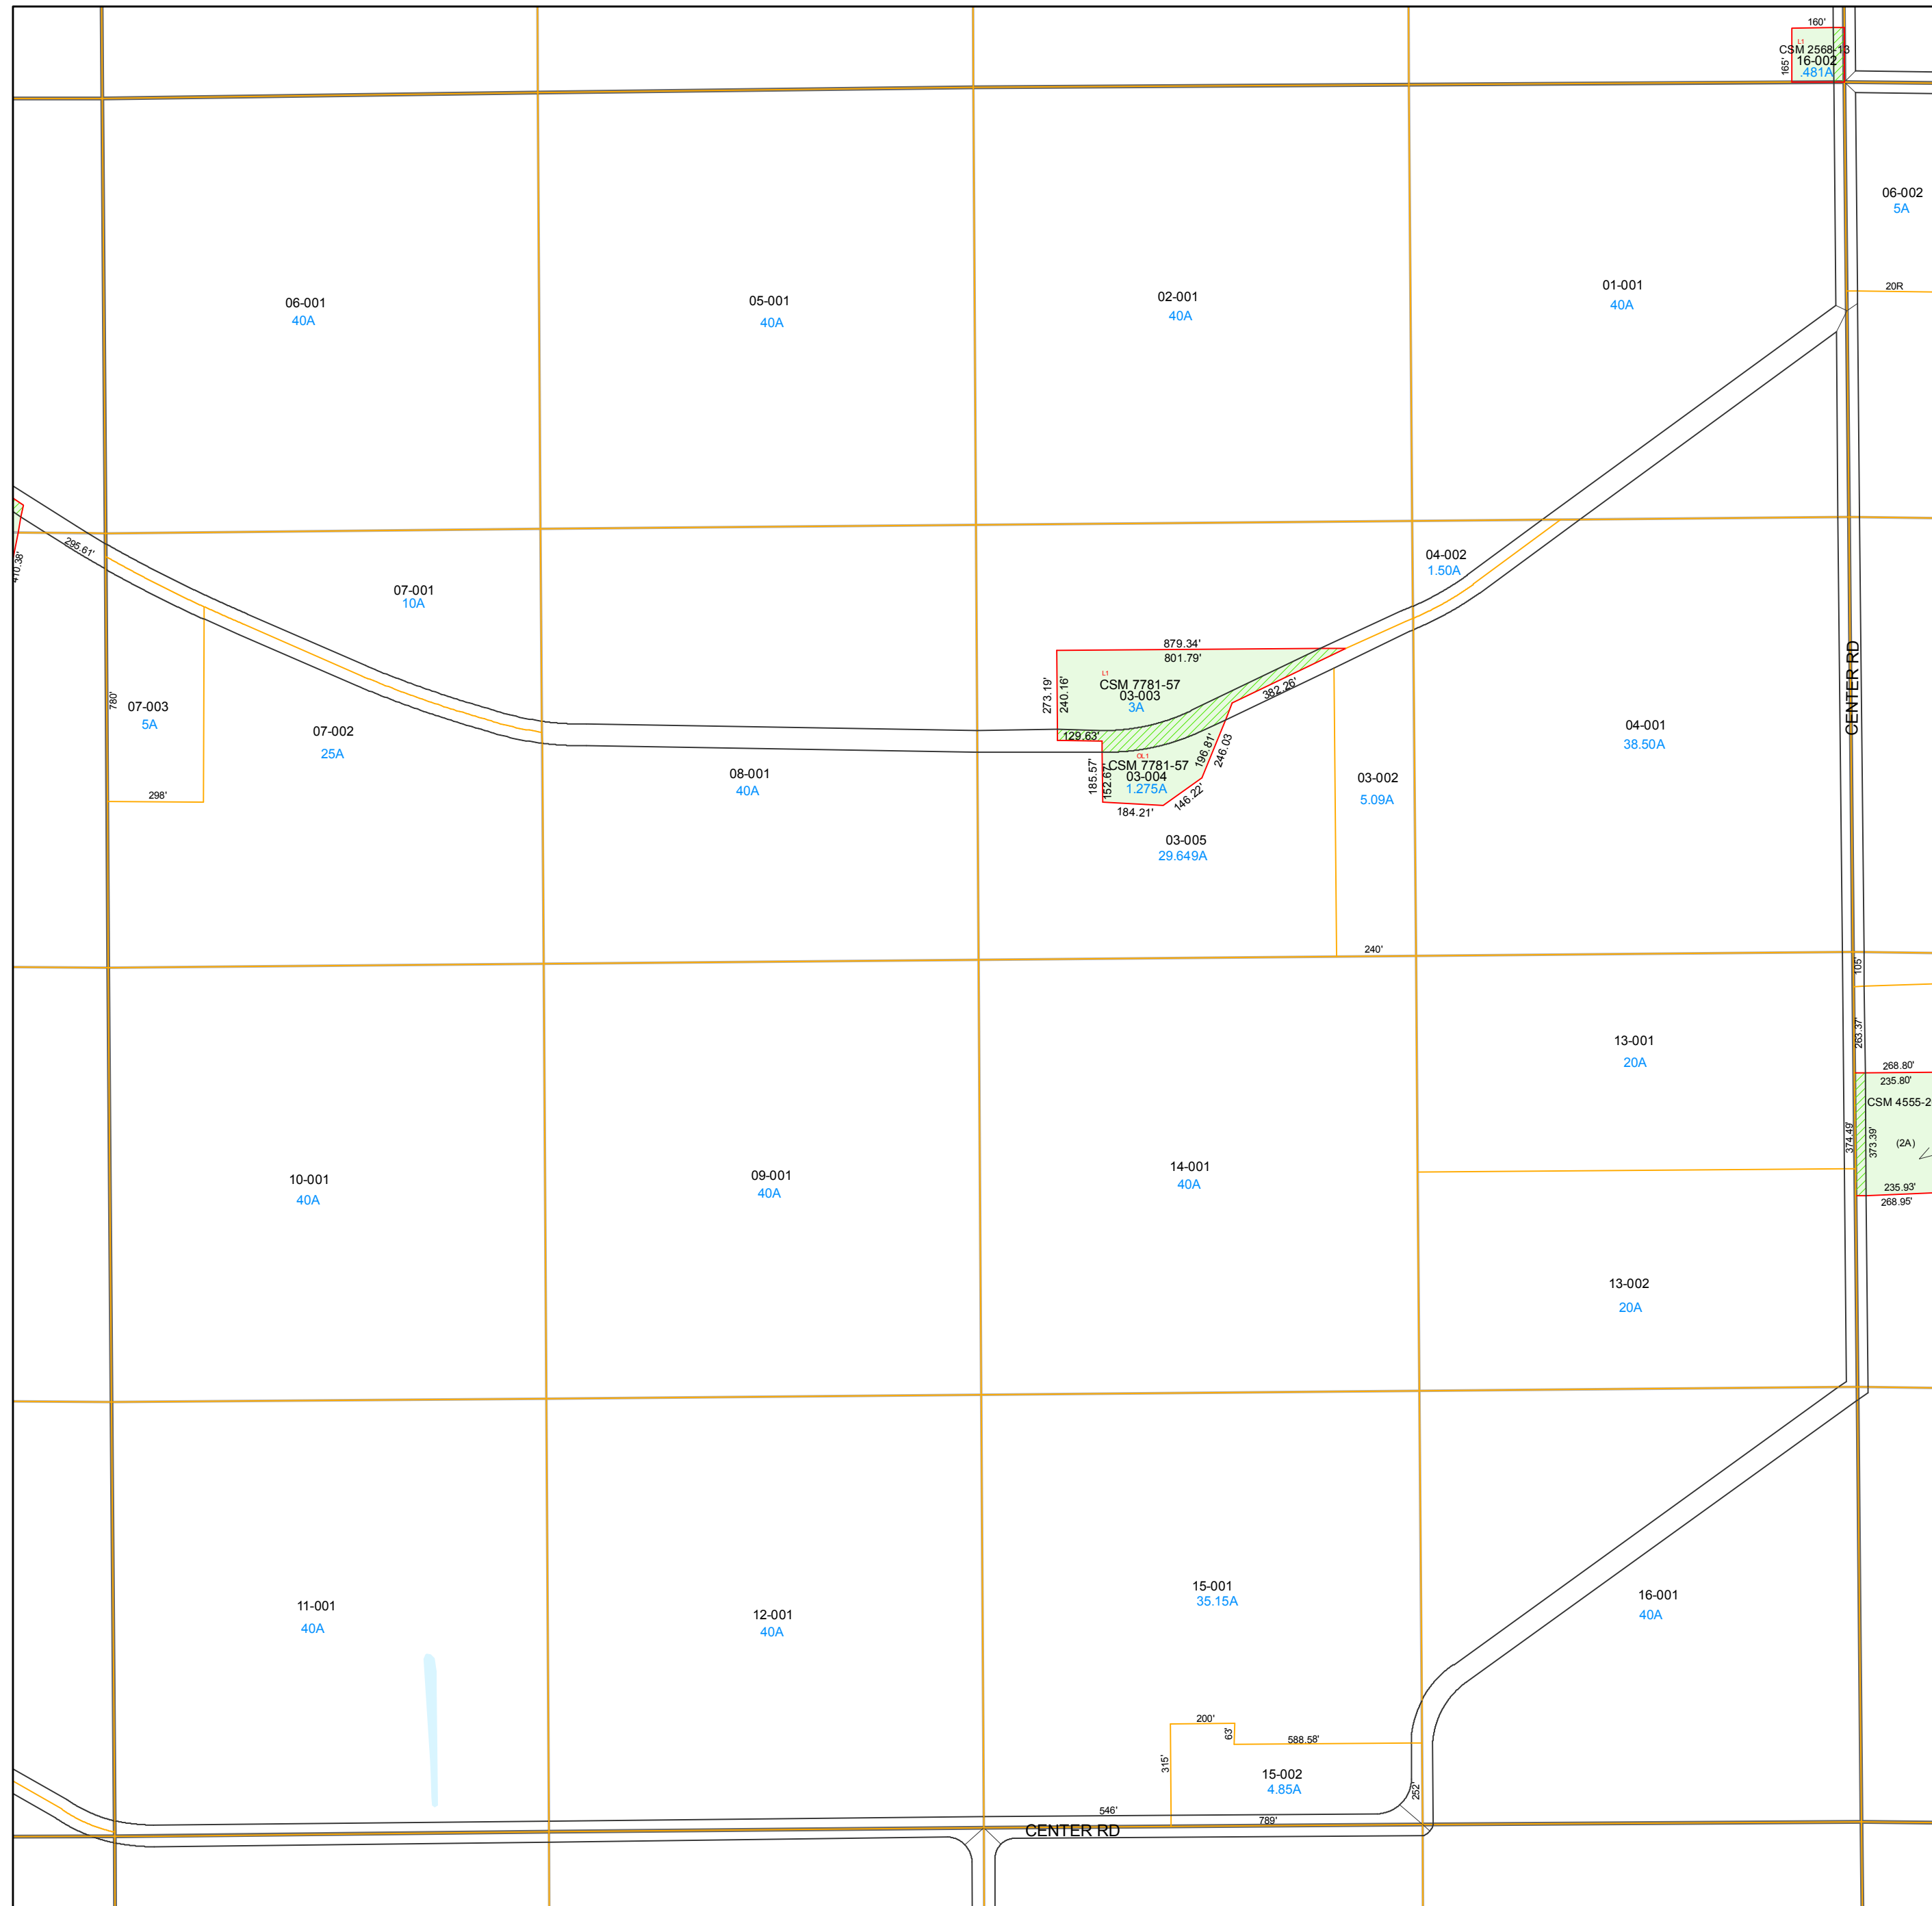 160'
L1
CSM 2568-13
16-002
.481A
165'
06-002
5A
20R
01-001
40A
02-001
40A
05-001
40A
06-001
40A
295.61'
410.38'
04-002
1.50A
07-001
10A
879.34'
801.79'
L1
CSM 7781-57
03-003
3A
273.19'
240.16'
382.26'
CENTER RD
780'
07-003
5A
07-002
25A
129.63'
04-001
38.50A
196.81'
246.03
OL1
CSM 7781-57
03-004
1.275A
185.57'
152.67'
08-001
40A
03-002
5.09A
298'
184.21'
146.22'
03-005
29.649A
240'
105'
263.37'
13-001
20A
268.80'
235.80'
CSM 4555-2
374.49'
373.39'
(2A)
14-001
40A
09-001
40A
10-001
40A
235.93'
268.95'
13-002
20A
15-001
35.15A
16-001
40A
11-001
40A
12-001
40A
200'
63'
588.58'
315'
15-002
4.85A
252'
546'
789'
CENTER RD